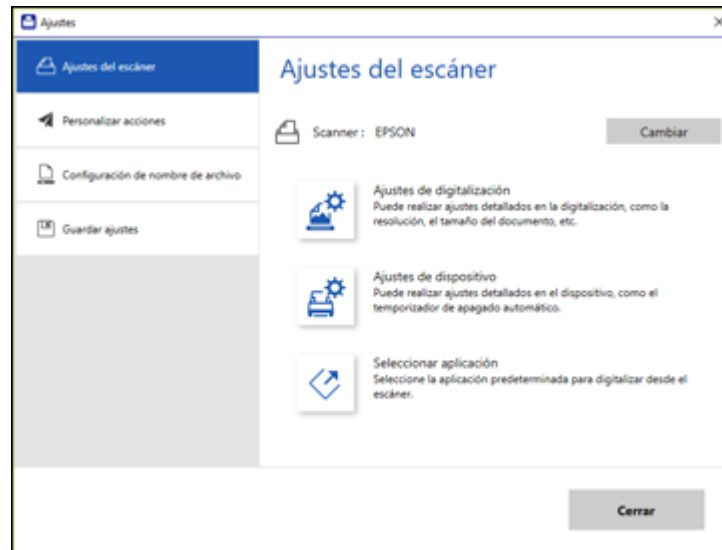 Ajustes
Ajustes del escáner
Personalizar acciones
Configuración de nombre de archivo
Guardar ajustes
Ajustes del escáner
Scanner : EPSON
Cambiar
Ajustes de digitalización
Puede realizar ajustes detallados en la digitalización, como la
resolución, el tamaño del documento, etc.
Ajustes de dispositivo
Puede realizar ajustes detallados en el dispositivo, como el
temporizador de apagado automático.
Seleccionar aplicación
Seleccione la aplicación predeterminada para digitalizar desde el
escáner.
Cerrar